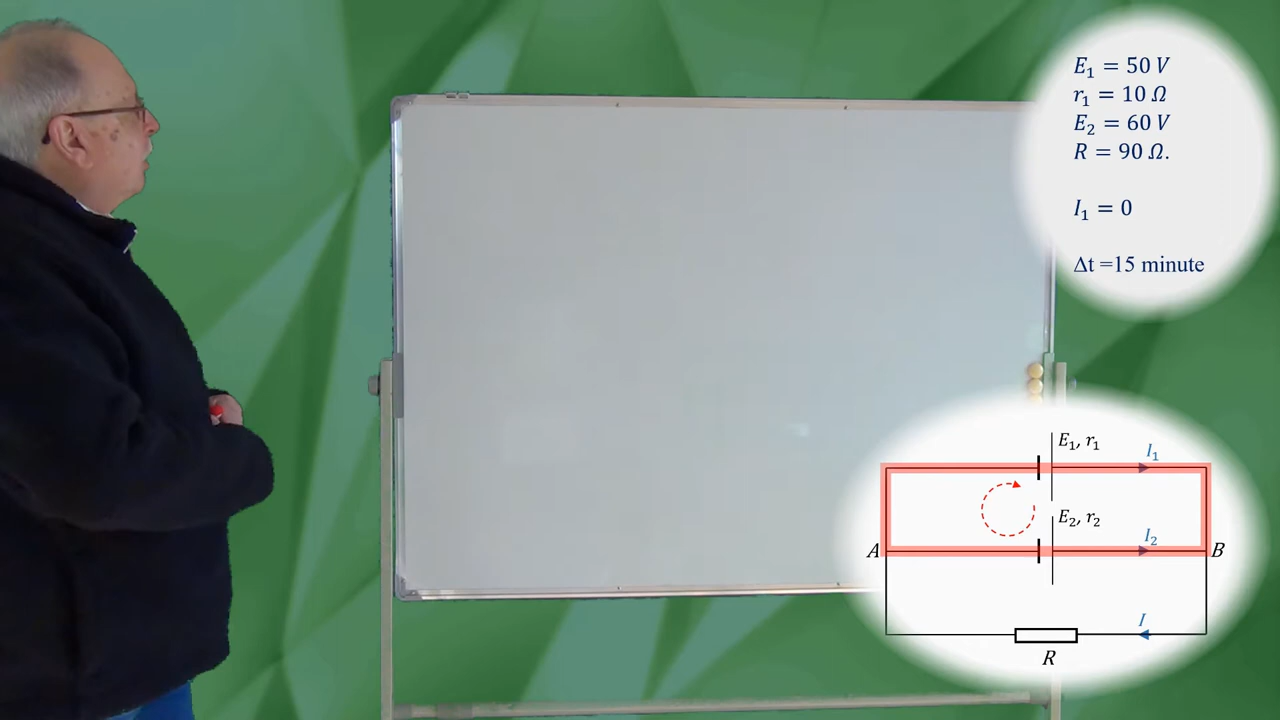 E₁ = 50 V
r₁ = 10 Ω
E₂ = 60 V
R = 90 Ω.
I₁ = 0
Δt =15 minute
E₁, r₁
I₁
E₂, r₂
I₂
A
B
I
R